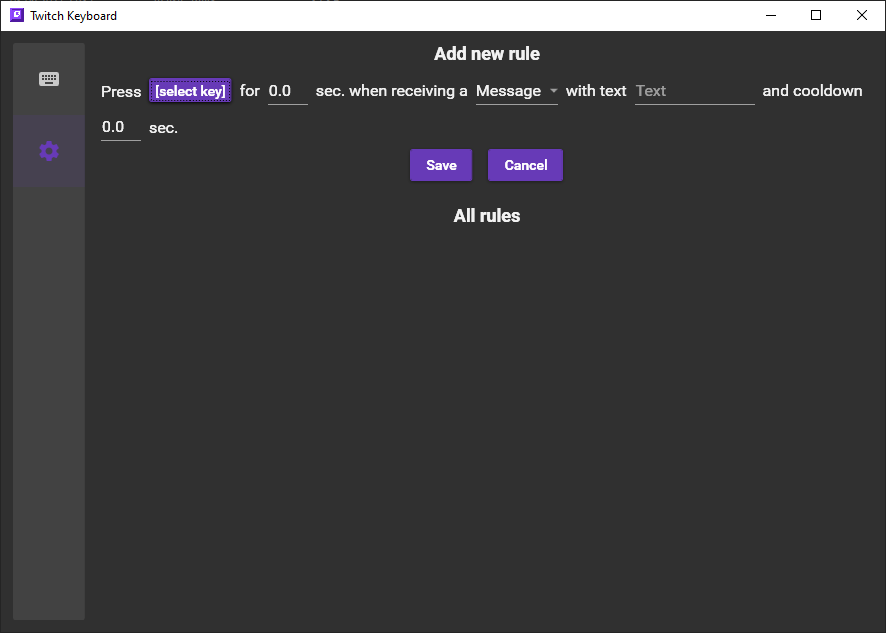 Twitch Keyboard
Add new rule
Press [select key] for 0.0 sec. when receiving a Message with text Text and cooldown
0.0 sec.
Save Cancel
All rules